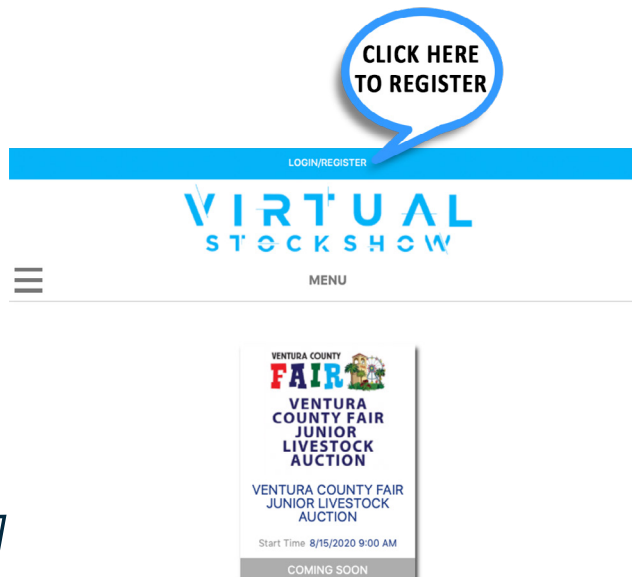 CLICK HERE
TO REGISTER
LOGIN/REGISTER
VIRTUAL
STOCKSHOW
MENU
VENTURA COUNTY
FAIR
VENTURA
COUNTY FAIR
JUNIOR
LIVESTOCK
AUCTION
VENTURA COUNTY FAIR
JUNIOR LIVESTOCK
AUCTION
Start Time 8/15/2020 9:00 AM
COMING SOON